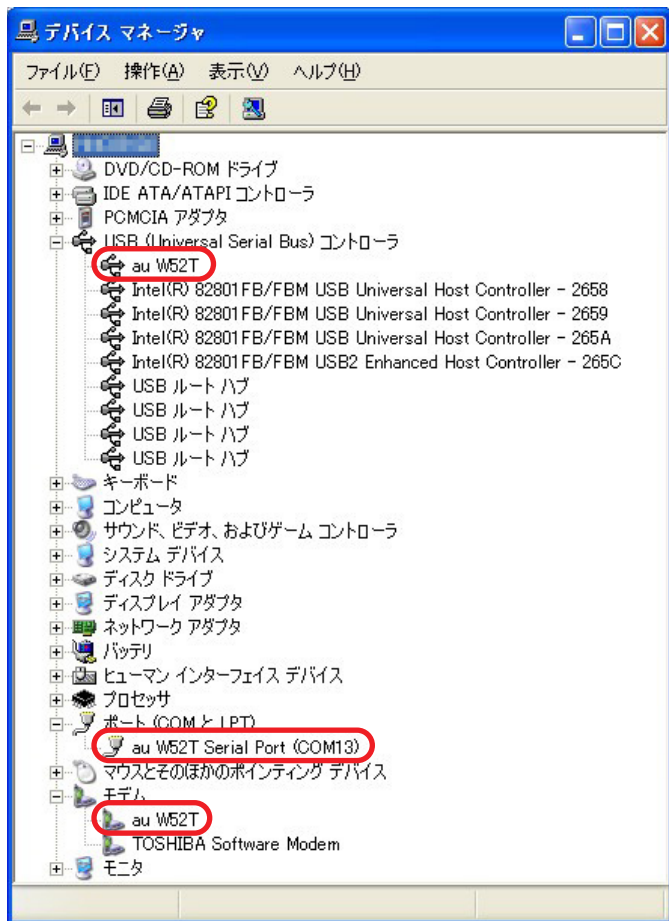 デバイス マネージャ
ファイル(F) 操作(A) 表示(V) ヘルプ(H)
DVD/CD-ROM ドライブ
IDE ATA/ATAPI コントローラ
PCMCIA アダプタ
USB (Universal Serial Bus) コントローラ
au W52T
Intel(R) 82801FB/FBM USB Universal Host Controller - 2658
Intel(R) 82801FB/FBM USB Universal Host Controller - 2659
Intel(R) 82801FB/FBM USB Universal Host Controller - 265A
Intel(R) 82801FB/FBM USB2 Enhanced Host Controller - 265C
USB ルート ハブ
USB ルート ハブ
USB ルート ハブ
USB ルート ハブ
キーボード
コンピュータ
サウンド、ビデオ、およびゲーム コントローラ
システム デバイス
ディスク ドライブ
ディスプレイ アダプタ
ネットワーク アダプタ
バッテリ
ヒューマン インターフェイス デバイス
プロセッサ
ポート (COM と LPT)
au W52T Serial Port (COM13)
マウスとそのほかのポインティング デバイス
モデム
au W52T
TOSHIBA Software Modem
モニタ